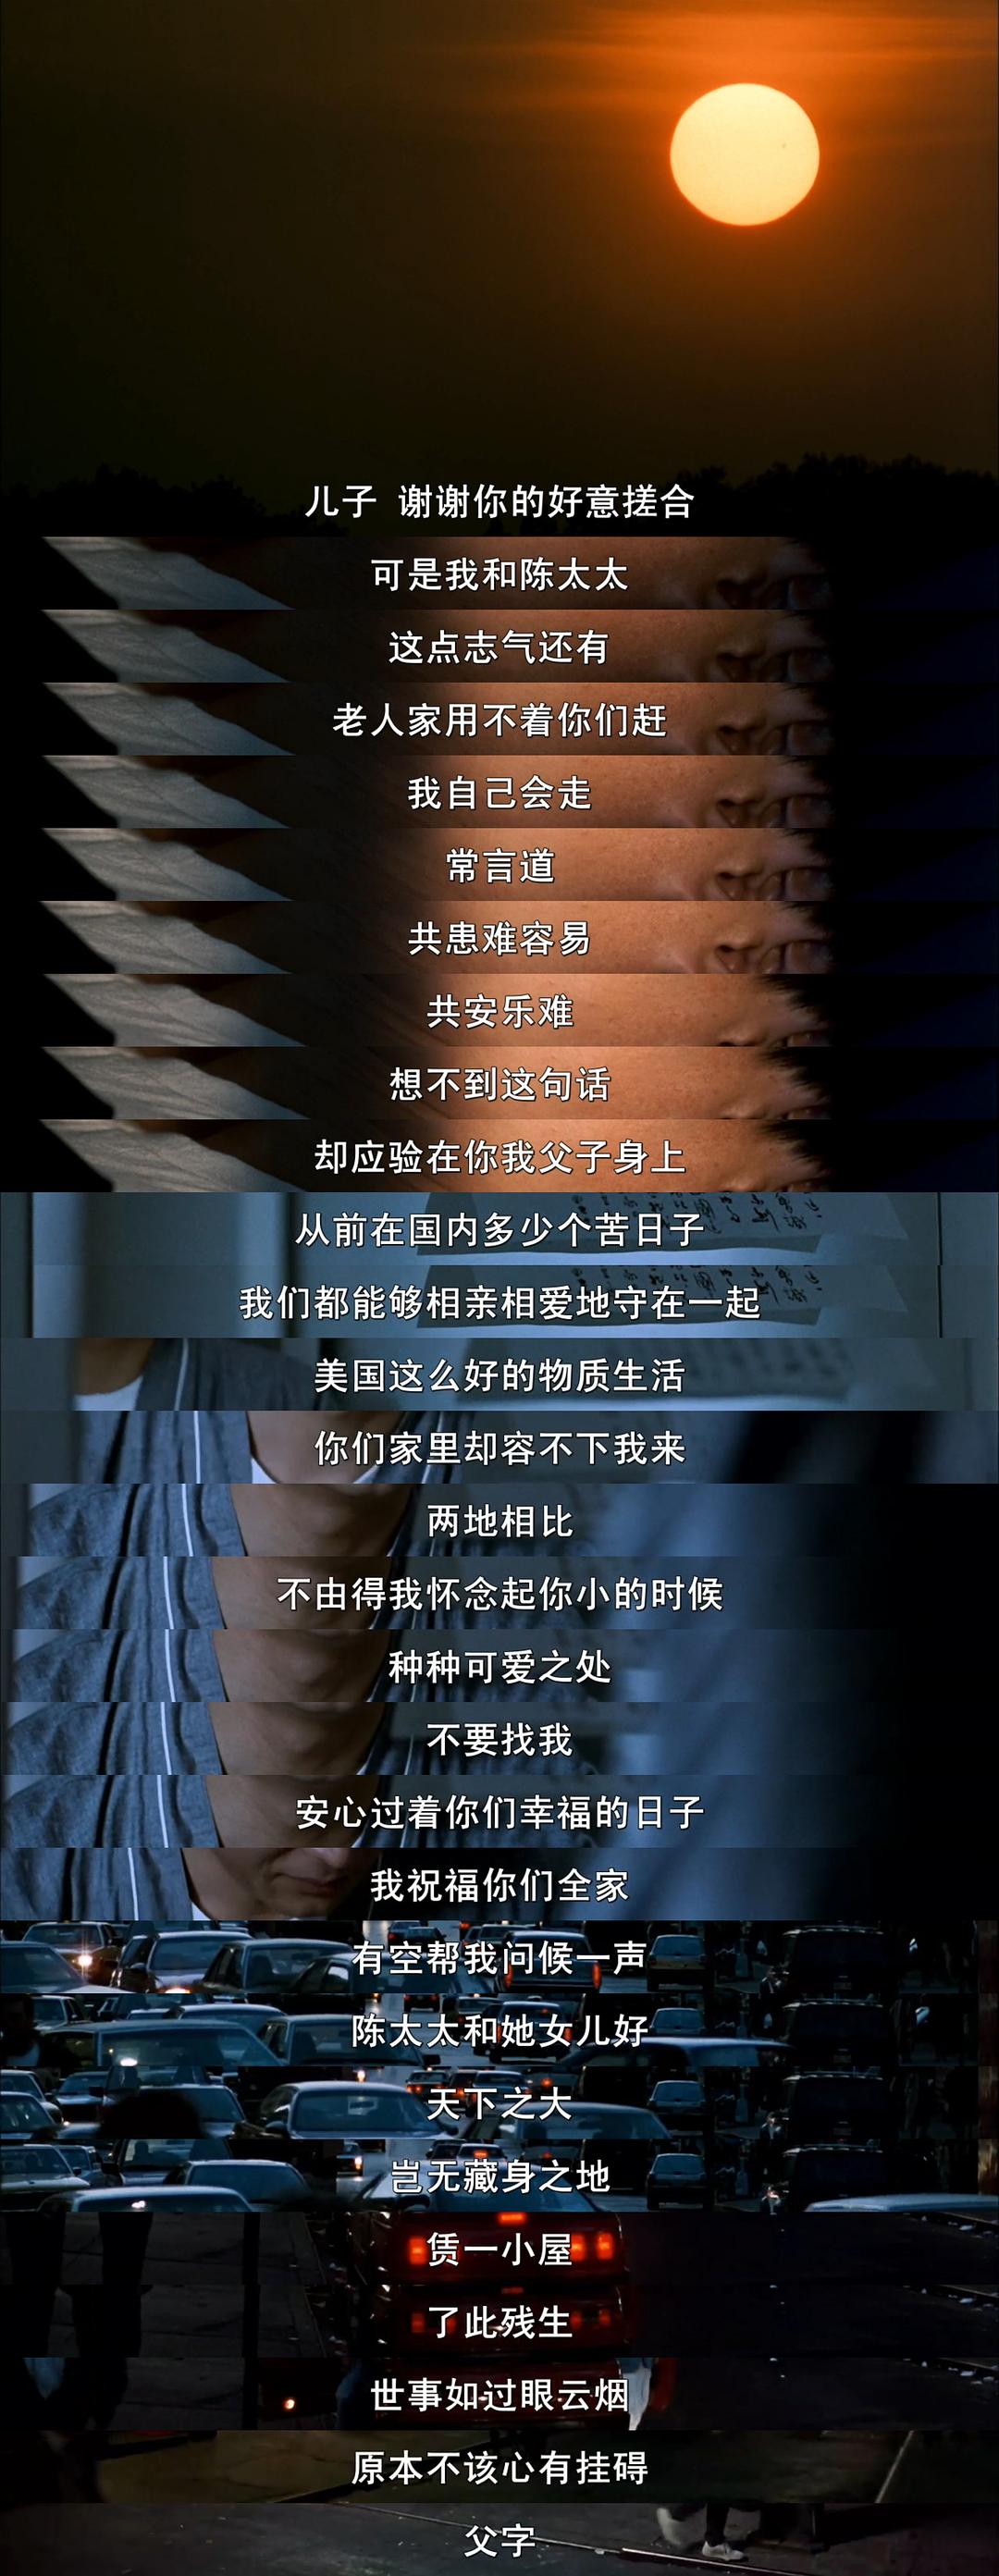 儿子 谢谢你的好意搓合
可是我和陈太太
这点志气还有
老人家用不着你们赶
我自己会走
常言道
共患难容易
共安乐难
想不到这句话
却应验在你我父子身上
从前在国内多少个苦日子
我们都能够相亲相爱地守在一起
美国这么好的物质生活
你们家里却容不下我来
两地相比
不由得我怀念起你小的时候
种种可爱之处
不要找我
安心过着你们幸福的日子
我祝福你们全家
有空帮我问候一声
陈太太和她女儿好
天下之大
岂无藏身之地
赁一小屋
了此残生
世事如过眼云烟
原本不该心有挂碍
父字